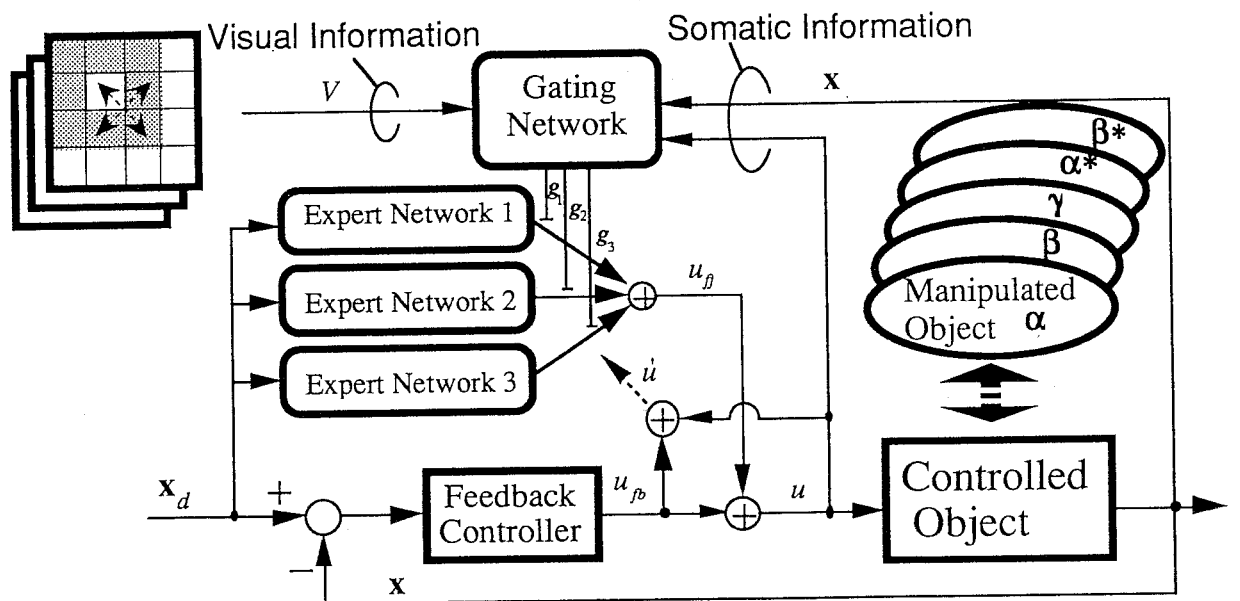 Visual Information
Somatic Information
V
Gating
Network
x
β*
α*
γ
β
Manipulated
Object α
g1
g2
g3
Expert Network 1
Expert Network 2
Expert Network 3
uff
u̇
xd
+
−
Feedback
Controller
ufb
+
+
+
u
Controlled
Object
x